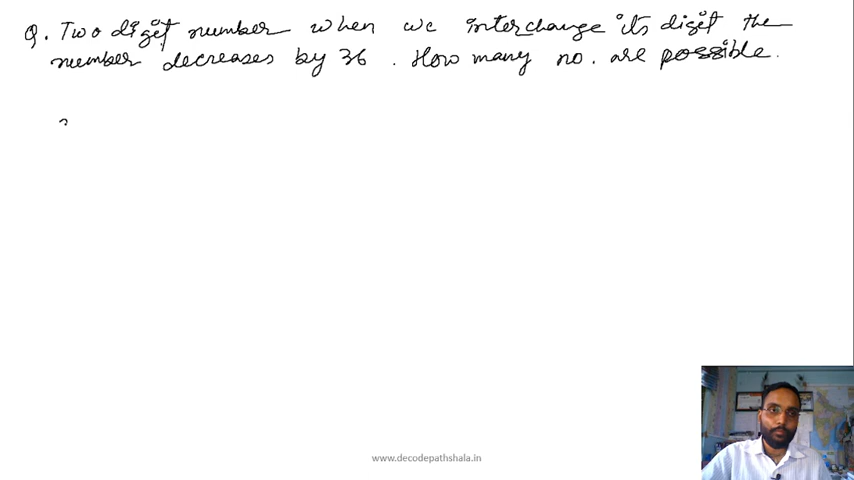 Q. Two digit number when we interchange its digit the
number decreases by 36 . How many no. are possible.
www.decodepathshala.in